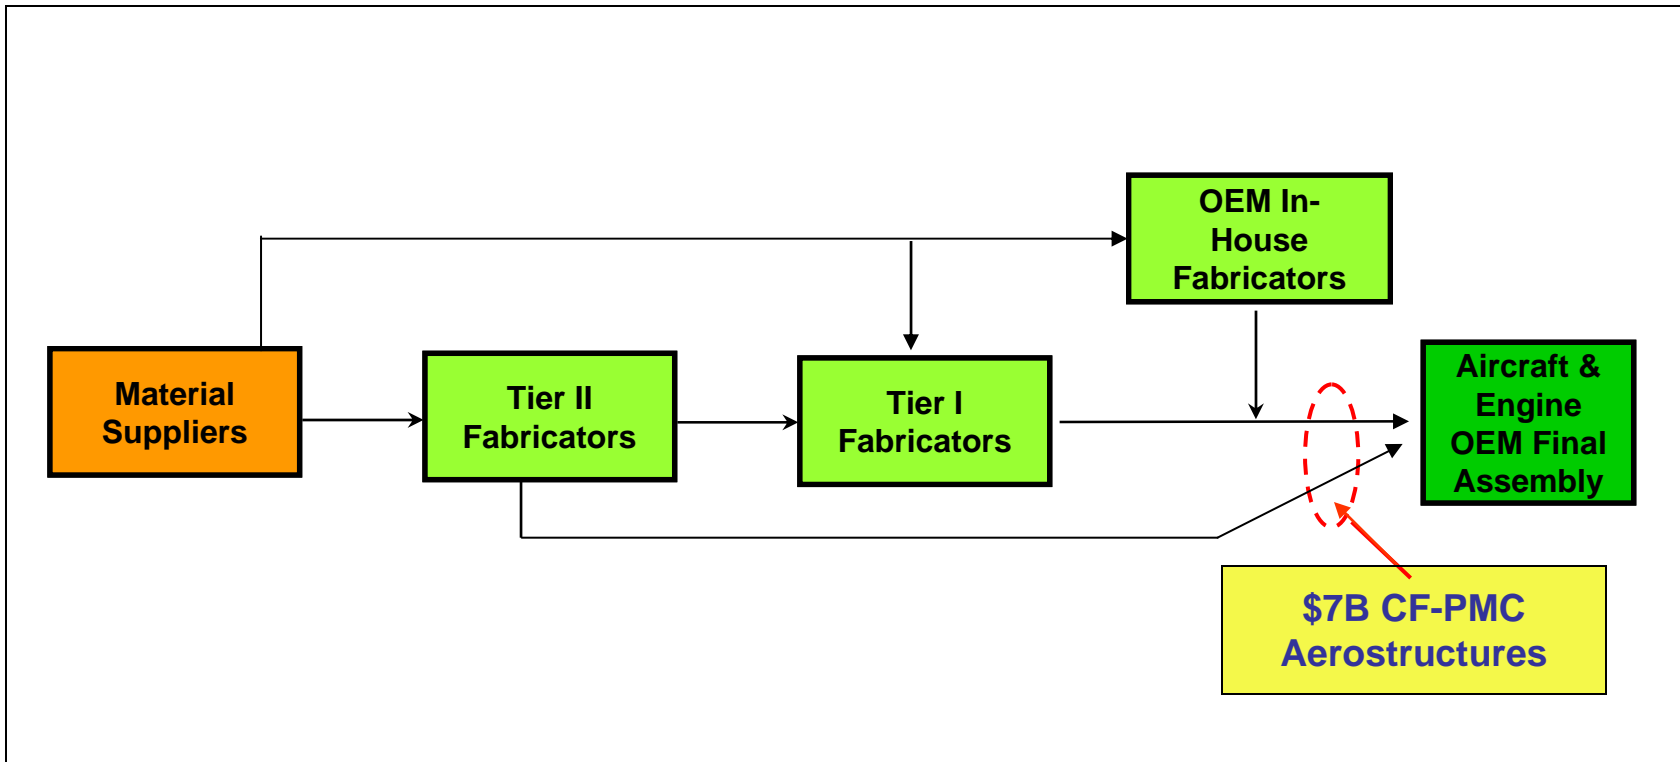 OEM In-
House
Fabricators
Material
Suppliers
Tier II
Fabricators
Tier I
Fabricators
Aircraft &
Engine
OEM Final
Assembly
$7B CF-PMC
Aerostructures